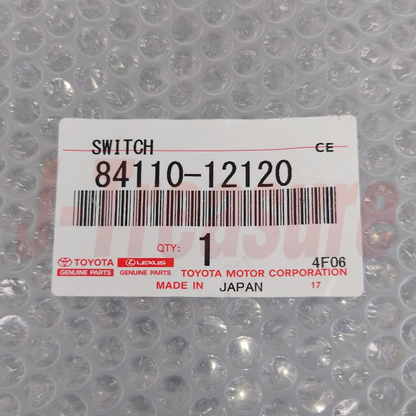 SWITCH CE
84110-12120
QTY: 1
4F06
TOYOTA LEXUS TOYOTA MOTOR CORPORATION
GENUINE PARTS GENUINE PARTS
MADE IN JAPAN 17
J-Treasure